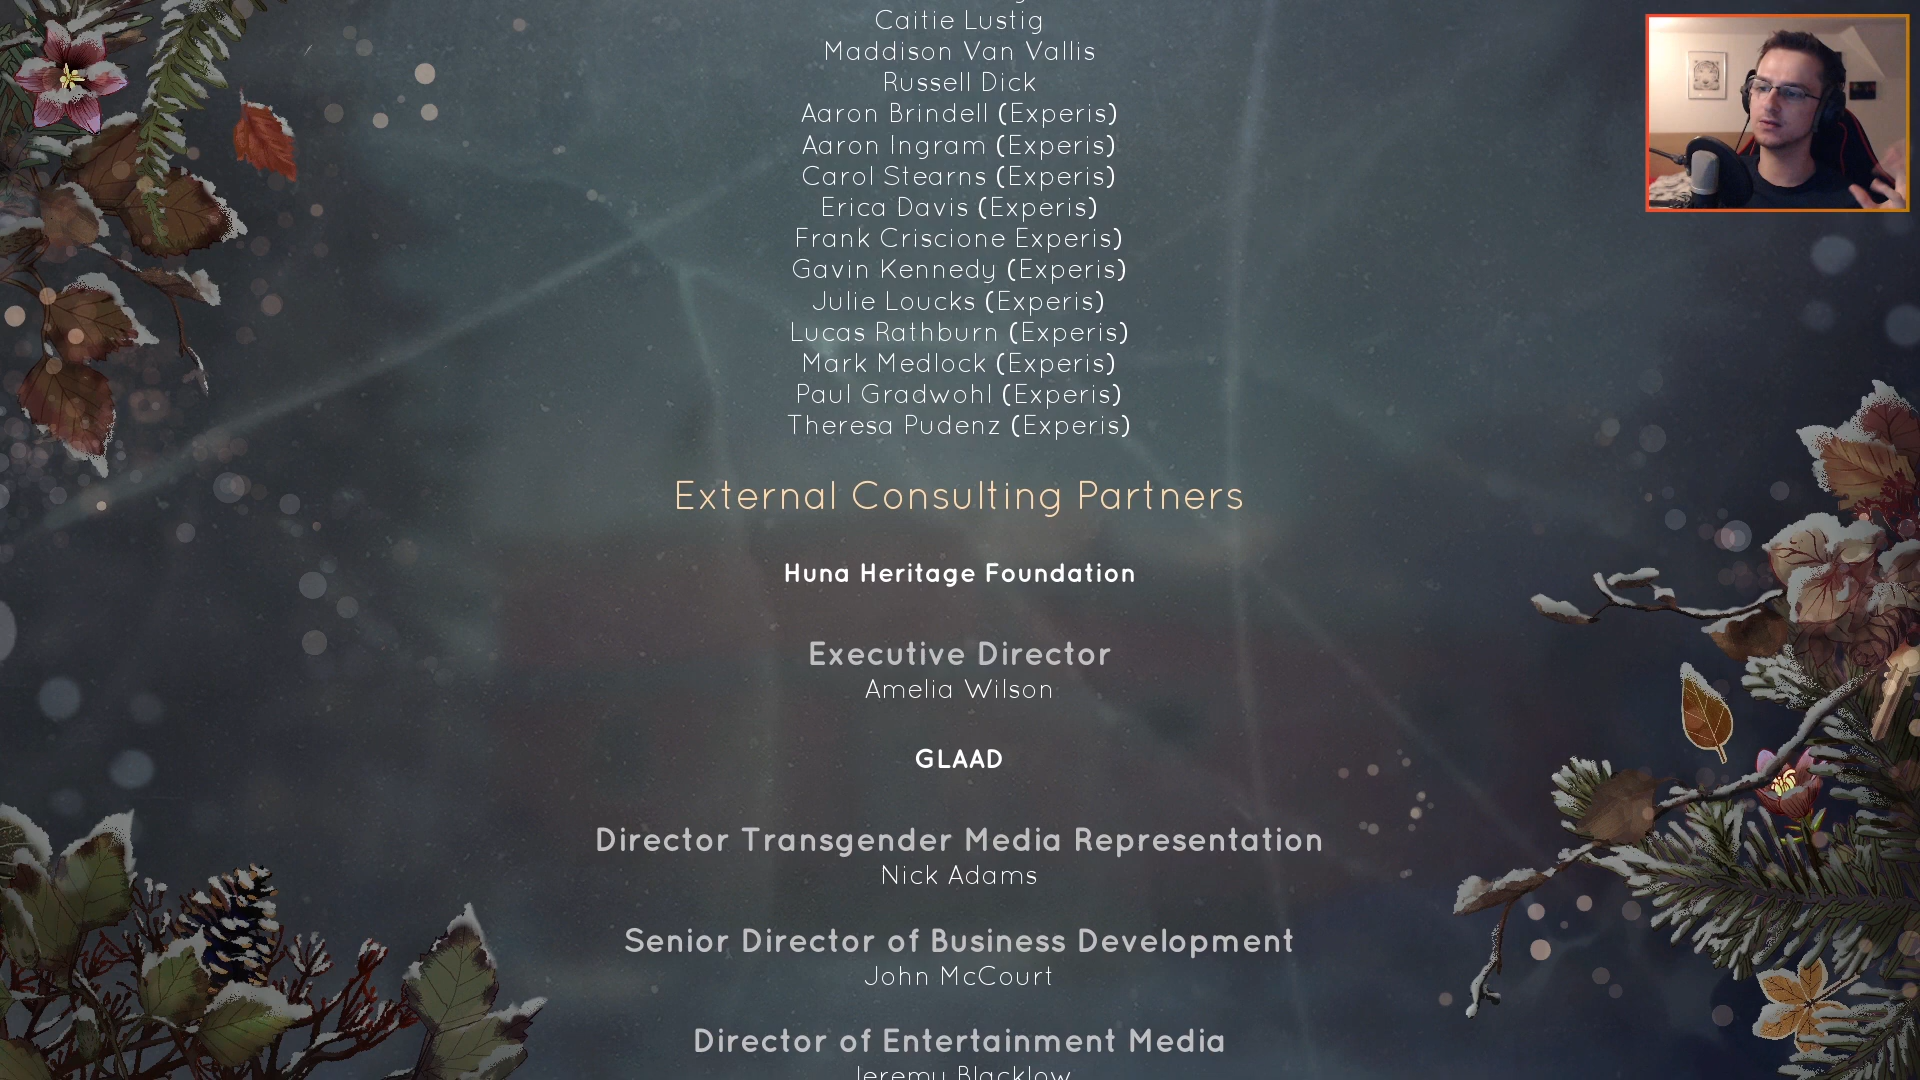 Caitie Lustig
Maddison Van Vallis
Russell Dick
Aaron Brindell (Experis)
Aaron Ingram (Experis)
Carol Stearns (Experis)
Erica Davis (Experis)
Frank Criscione Experis)
Gavin Kennedy (Experis)
Julie Loucks (Experis)
Lucas Rathburn (Experis)
Mark Medlock (Experis)
Paul Gradwohl (Experis)
Theresa Pudenz (Experis)
External Consulting Partners
Huna Heritage Foundation
Executive Director
Amelia Wilson
GLAAD
Director Transgender Media Representation
Nick Adams
Senior Director of Business Development
John McCourt
Director of Entertainment Media
Jeremy Blacklow